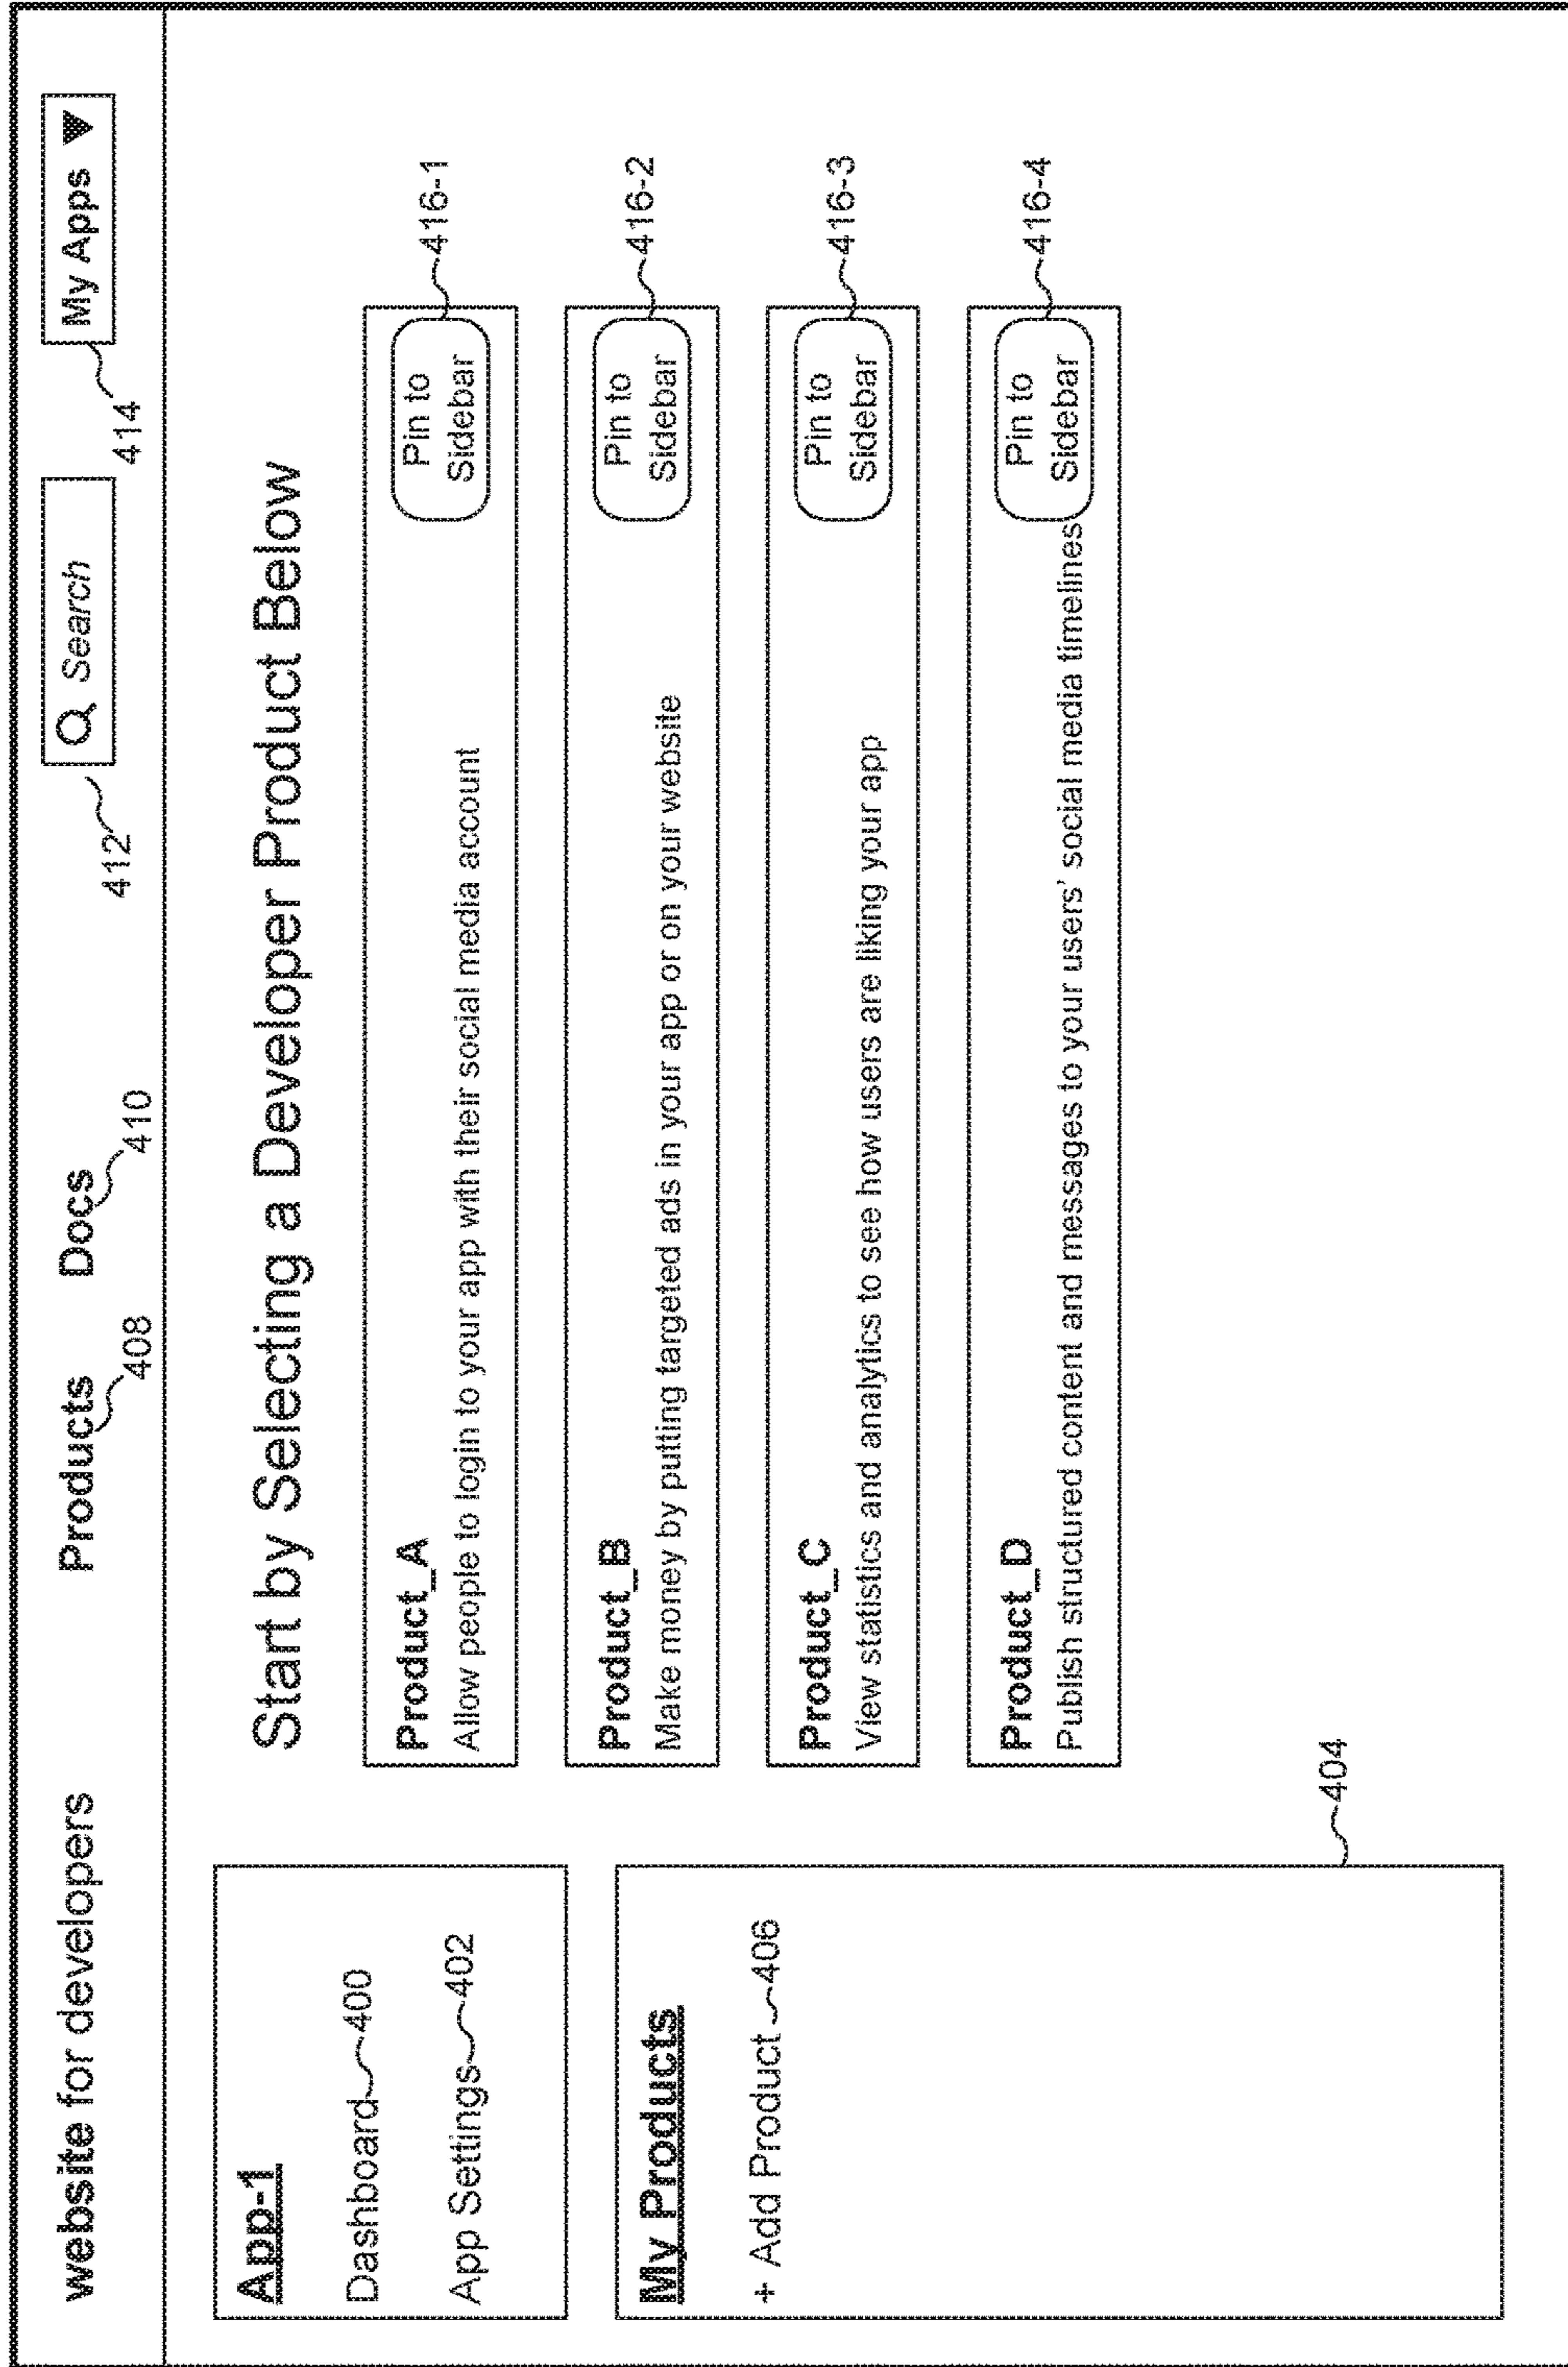 website for developers
Products
408
Docs
410
412
Search
414
My Apps
App-1
Dashboard 400
App Settings 402
My Products
+ Add Product 406
404
Start by Selecting a Developer Product Below
Product_A
Allow people to login to your app with their social media account
Pin to
Sidebar
416-1
Product_B
Make money by putting targeted ads in your app or on your website
Pin to
Sidebar
416-2
Product_C
View statistics and analytics to see how users are liking your app
Pin to
Sidebar
416-3
Product_D
Publish structured content and messages to your users' social media timelines
Pin to
Sidebar
416-4